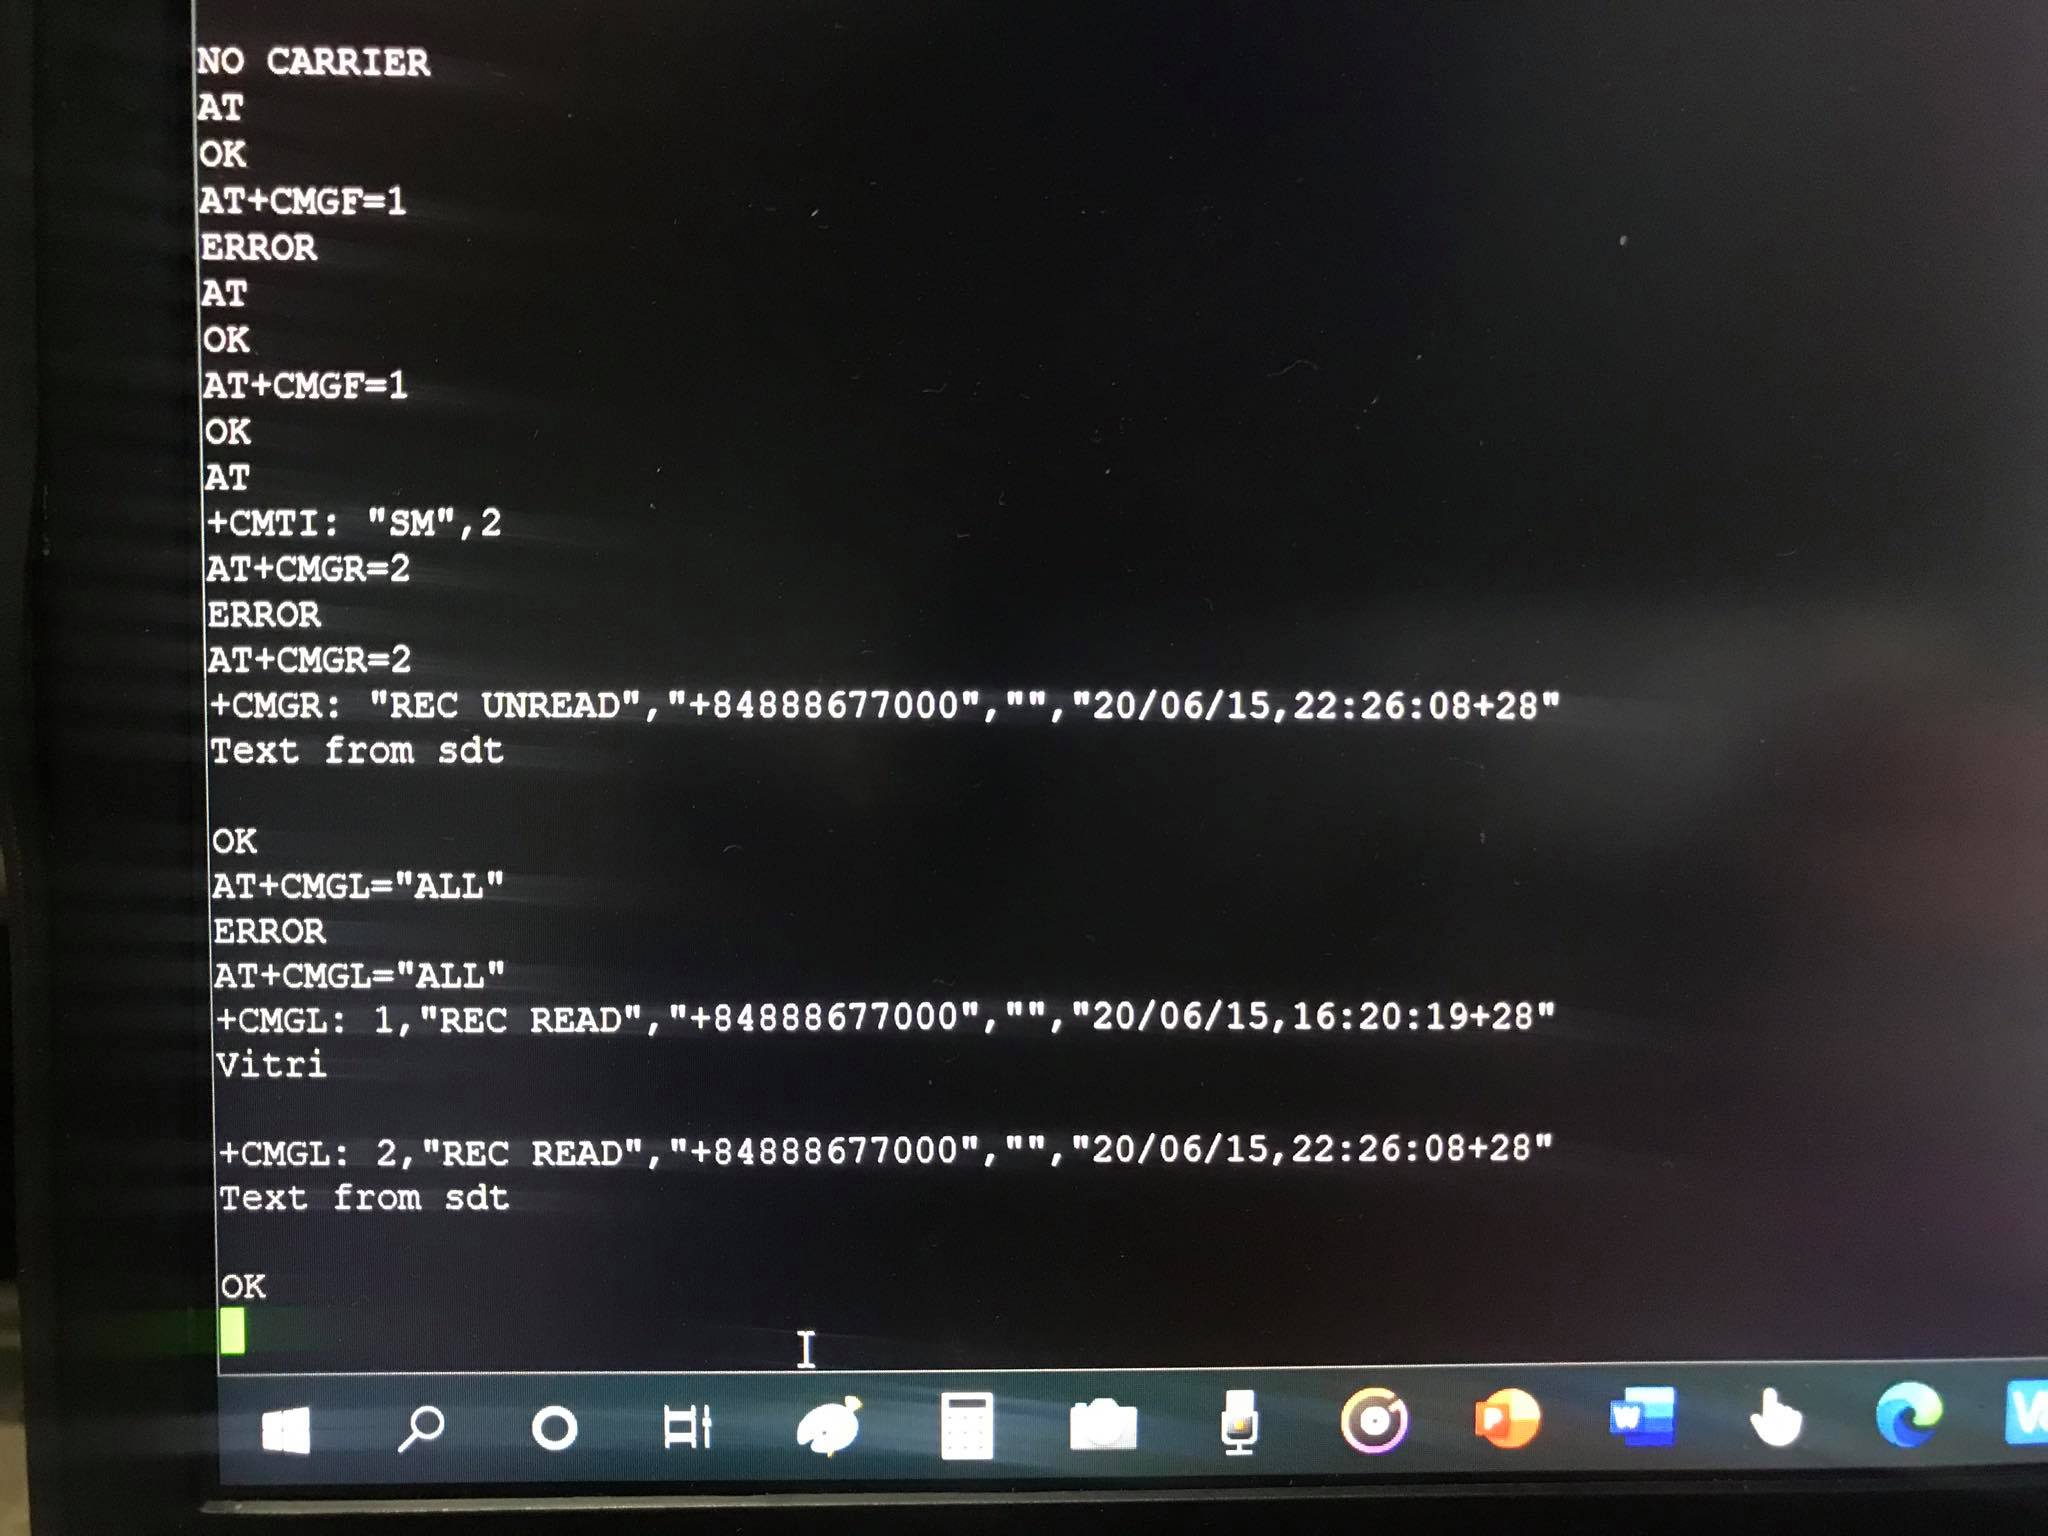 NO CARRIER
AT
OK
AT+CMGF=1
ERROR
AT
OK
AT+CMGF=1
OK
AT
+CMTI: "SM",2
AT+CMGR=2
ERROR
AT+CMGR=2
+CMGR: "REC UNREAD","+84888677000","","20/06/15,22:26:08+28"
Text from sdt
OK
AT+CMGL="ALL"
ERROR
AT+CMGL="ALL"
+CMGL: 1,"REC READ","+84888677000","","20/06/15,16:20:19+28"
Vitri
+CMGL: 2,"REC READ","+84888677000","","20/06/15,22:26:08+28"
Text from sdt
OK
P W